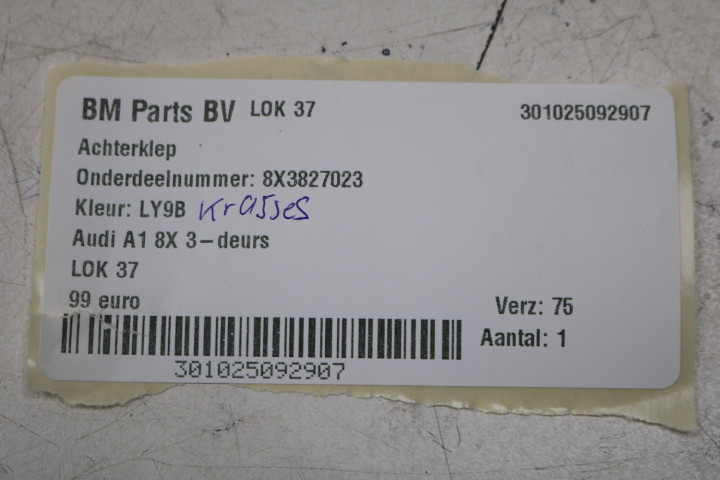 BM Parts BV LOK 37 301025092907
Achterklep
Onderdeelnummer: 8X3827023
Kleur: LY9B Krasses
Audi A1 8X 3-deurs
LOK 37
99 euro Verz: 75
Aantal: 1
301025092907